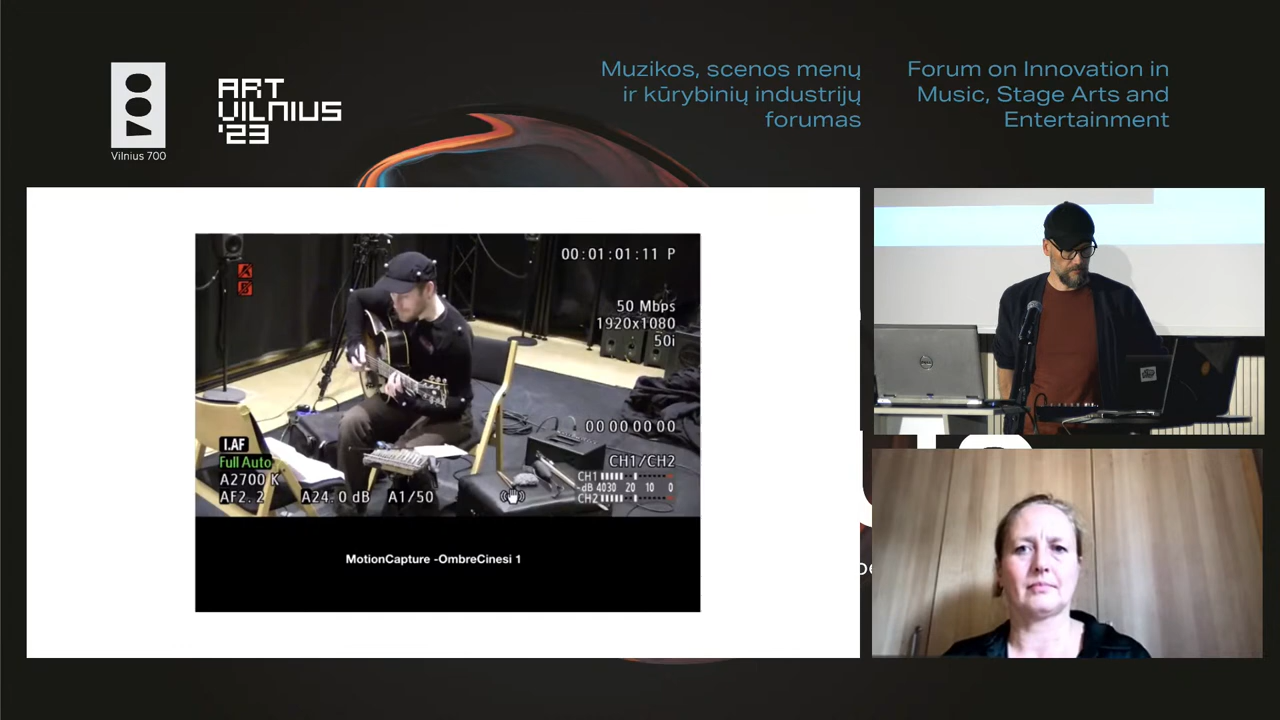 Vilnius 700
ART
VILNIUS
'23
Muzikos, scenos menų
ir kūrybinių industrijų
forumas
Forum on Innovation in
Music, Stage Arts and
Entertainment
00:01:01:11 P
50 Mbps
1920x1080
50i
00 00 00 00
I.AF
Full Auto
A2700 K
AF2. 2
A24. 0 dB
A1/50
CH1/CH2
CH1
-dB 4030 20 10 0
CH2
MotionCapture -OmbreCinesi 1
DELL